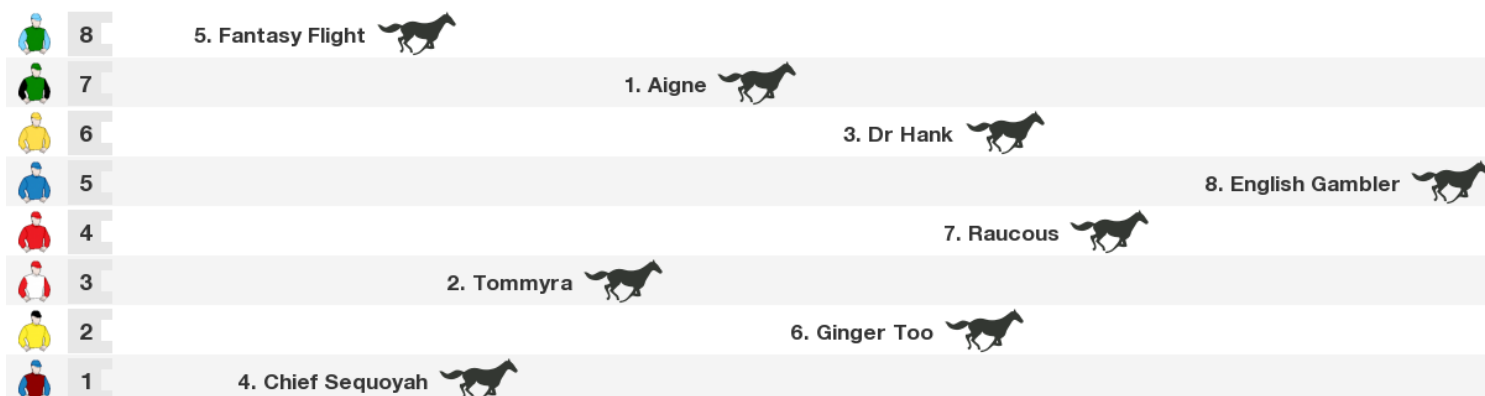 8 5. Fantasy Flight
7 1. Aigne
6 3. Dr Hank
5 8. English Gambler
4 7. Raucous
3 2. Tommyra
2 6. Ginger Too
1 4. Chief Sequoyah